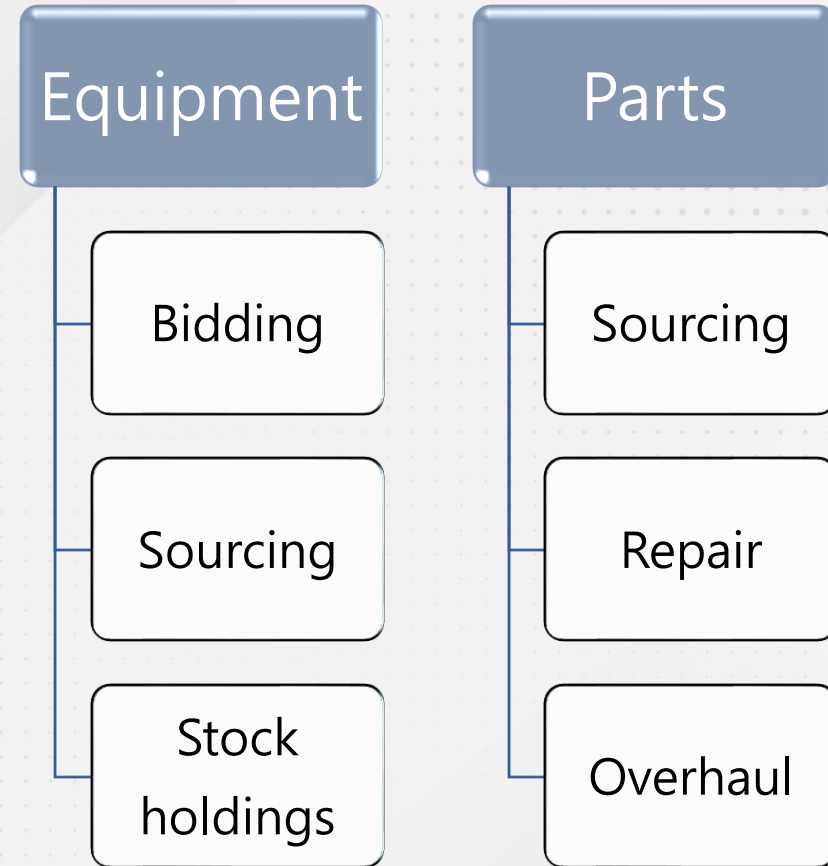 Equipment
Bidding
Sourcing
Stock
holdings
Parts
Sourcing
Repair
Overhaul